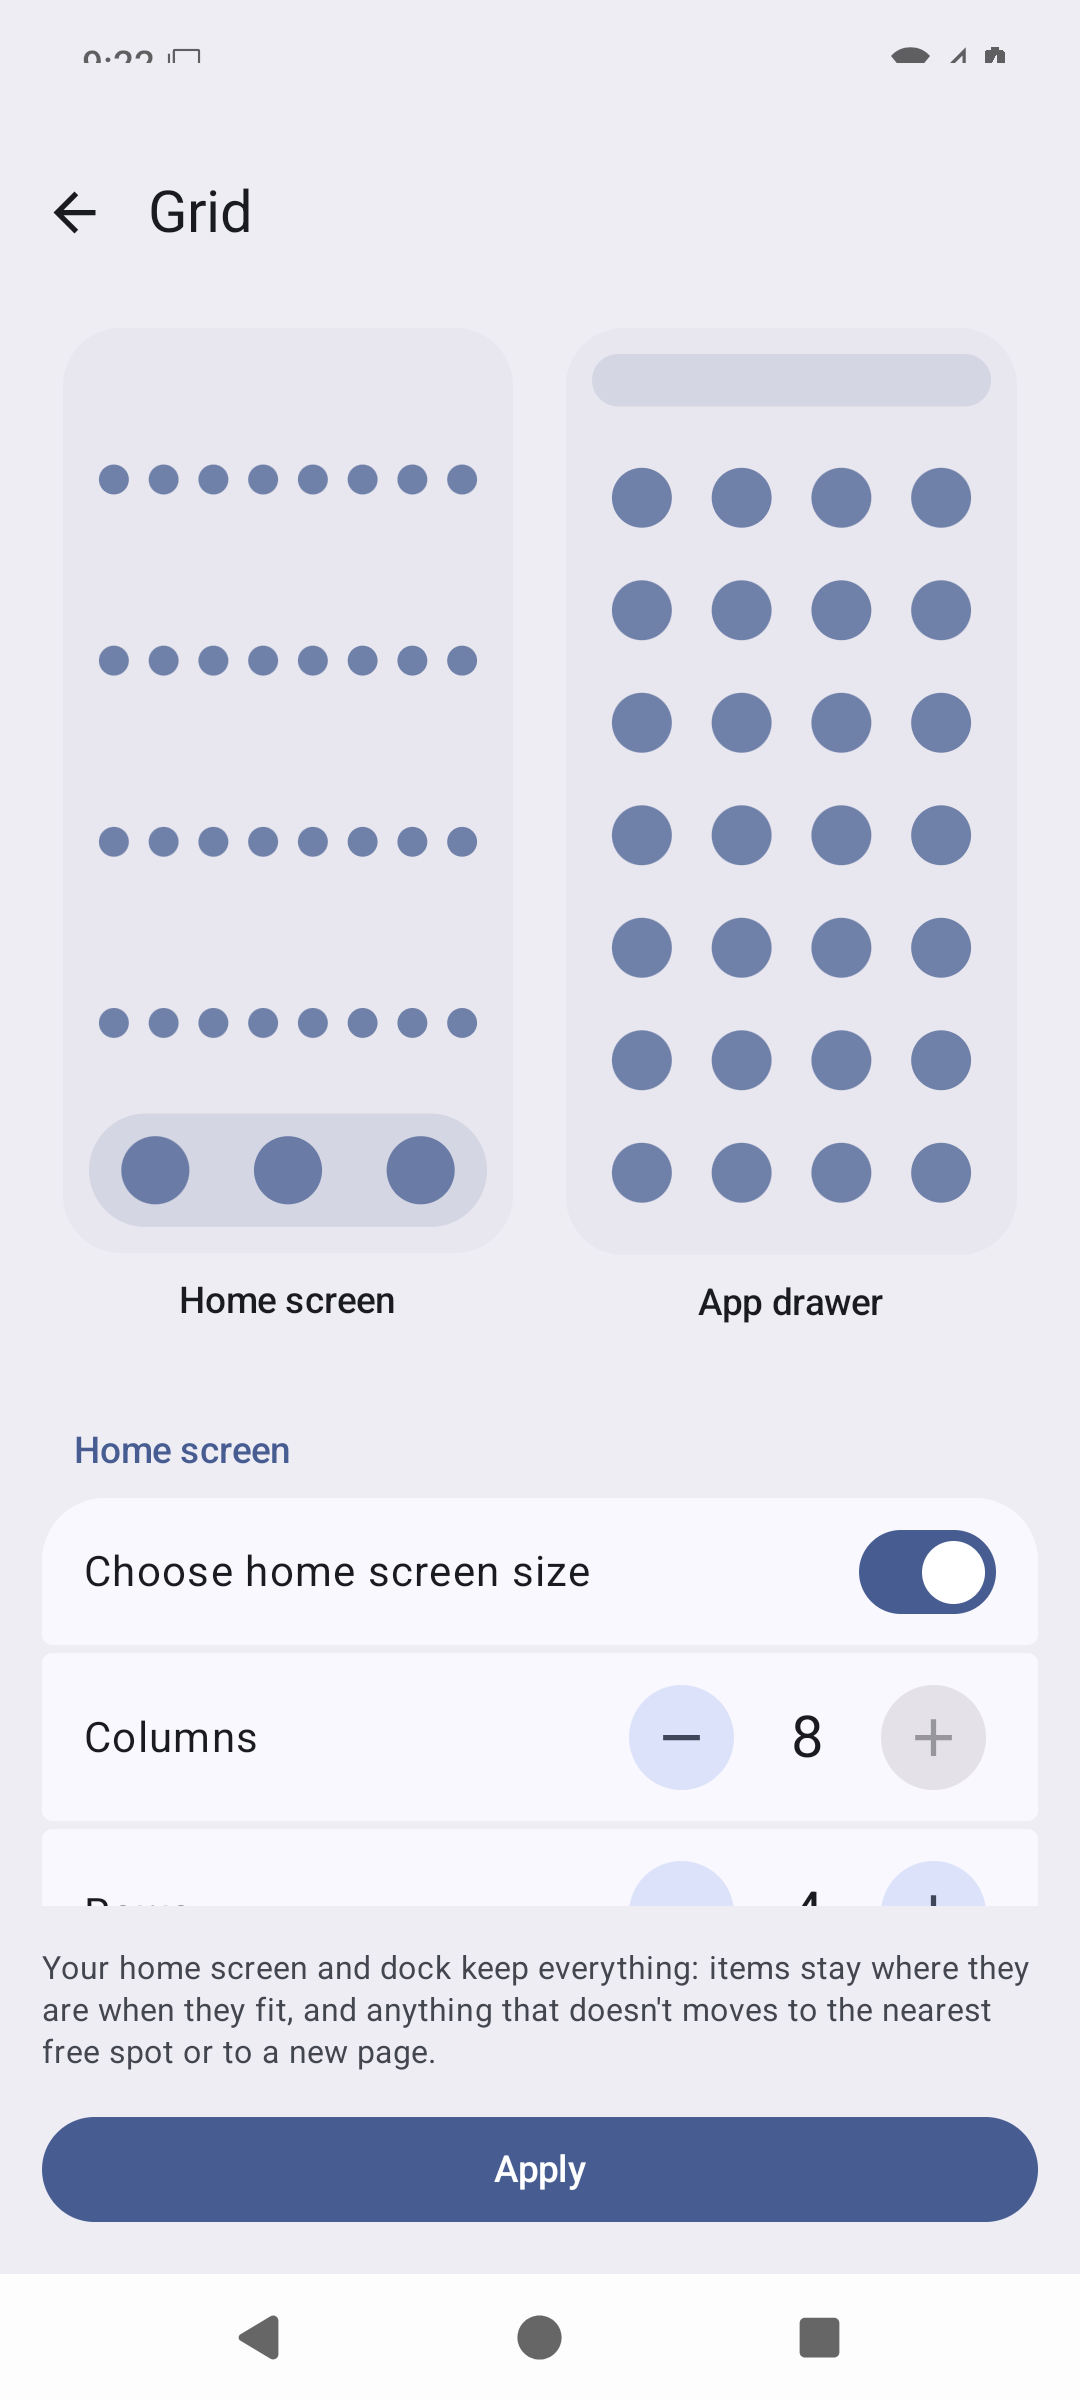 Grid
Home screen
App drawer
Home screen
Choose home screen size
Columns
8
4
Your home screen and dock keep everything: items stay where they
are when they fit, and anything that doesn't moves to the nearest
free spot or to a new page.
Apply